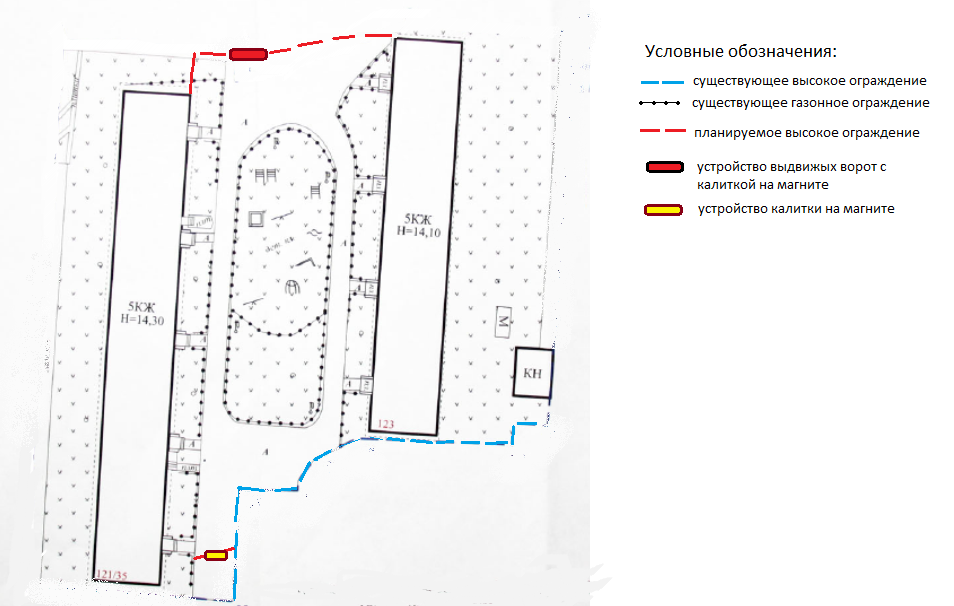 Условные обозначения:
существующее высокое ограждение
существующее газонное ограждение
планируемое высокое ограждение
устройство выдвижых ворот с
калиткой на магните
устройство калитки на магните
5КЖ
Н=14,10
5КЖ
Н=14,30
М
КН
123
121/35
А
А
А